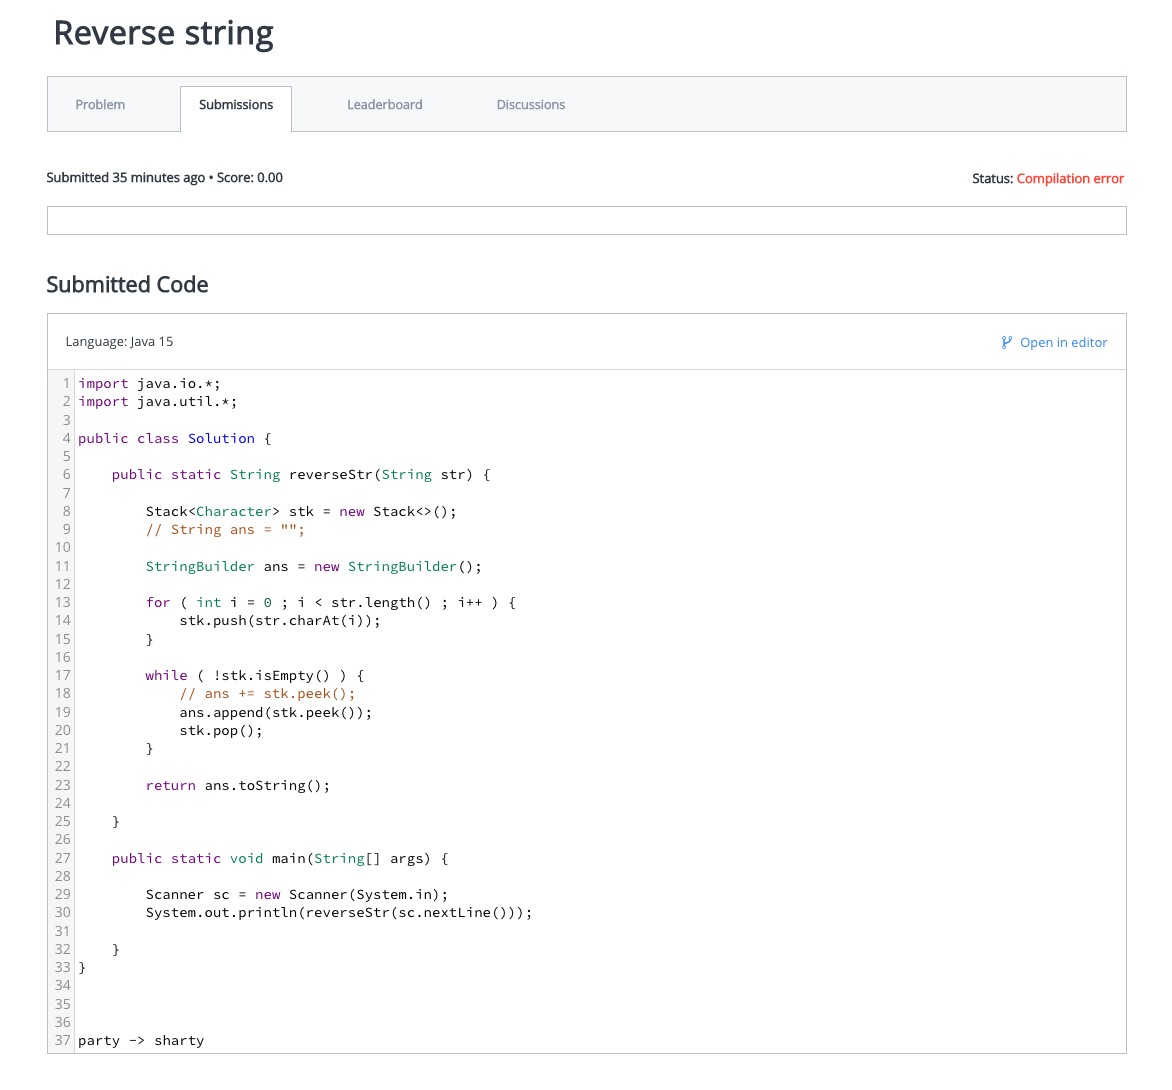 Reverse string
Problem
Submissions
Leaderboard
Discussions
Submitted 35 minutes ago • Score: 0.00
Status: Compilation error
Submitted Code
Language: Java 15
Open in editor
1 import java.io.*;
2 import java.util.*;
3
4 public class Solution {
5
6     public static String reverseStr(String str) {
7
8         Stack<Character> stk = new Stack<>();
9         // String ans = "";
10
11         StringBuilder ans = new StringBuilder();
12
13         for ( int i = 0 ; i < str.length() ; i++ ) {
14             stk.push(str.charAt(i));
15         }
16
17         while ( !stk.isEmpty() ) {
18             // ans += stk.peek();
19             ans.append(stk.peek());
20             stk.pop();
21         }
22
23         return ans.toString();
24
25     }
26
27     public static void main(String[] args) {
28
29         Scanner sc = new Scanner(System.in);
30         System.out.println(reverseStr(sc.nextLine()));
31
32     }
33 }
34
35
36
37 party -> sharty